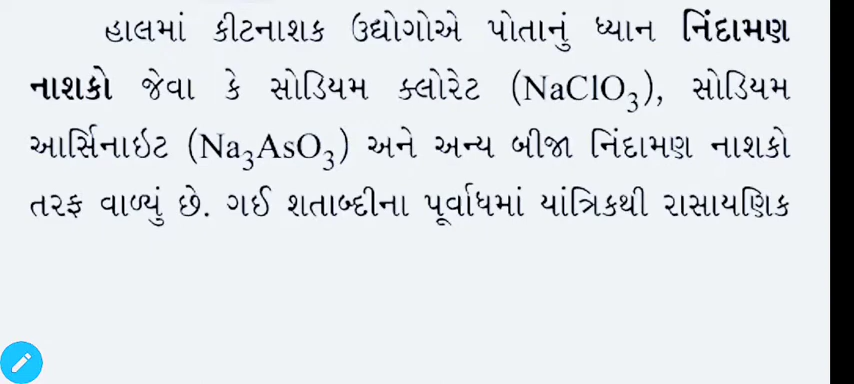 હાલમાં કીટનાશક ઉદ્યોગોએ પોતાનું ધ્યાન નિંદામણ
નાશકો જેવા કે સોડિયમ ક્લોરેટ (NaClO₃), સોડિયમ
આર્સિનાઇટ (Na₃AsO₃) અને અન્ય બીજા નિંદામણ નાશકો
તરફ વાળ્યું છે. ગઈ શતાબ્દીના પૂર્વાધમાં યાંત્રિકથી રાસાયણિક